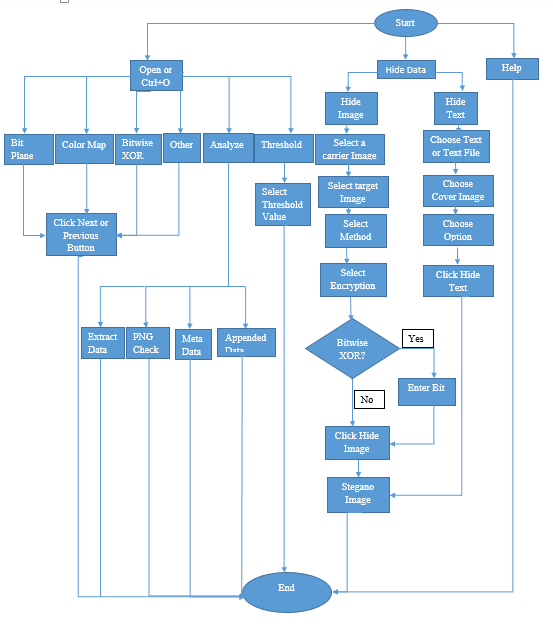 Start
Open or
Ctrl+O
Hide Data
Help
Hide
Image
Hide
Text
Bit
Plane
Color Map
Bitwise
XOR
Other
Analyze
Threshold
Select a
carrier Image
Choose Text
or Text File
Select
Threshold
Value
Select target
Image
Choose
Cover Image
Click Next or
Previous
Button
Select
Method
Choose
Option
Select
Encryption
Click Hide
Text
Extract
Data
PNG
Check
Meta
Data
Appended
Data
Bitwise
XOR?
Yes
Enter Bit
No
Click Hide
Image
Stegano
Image
End